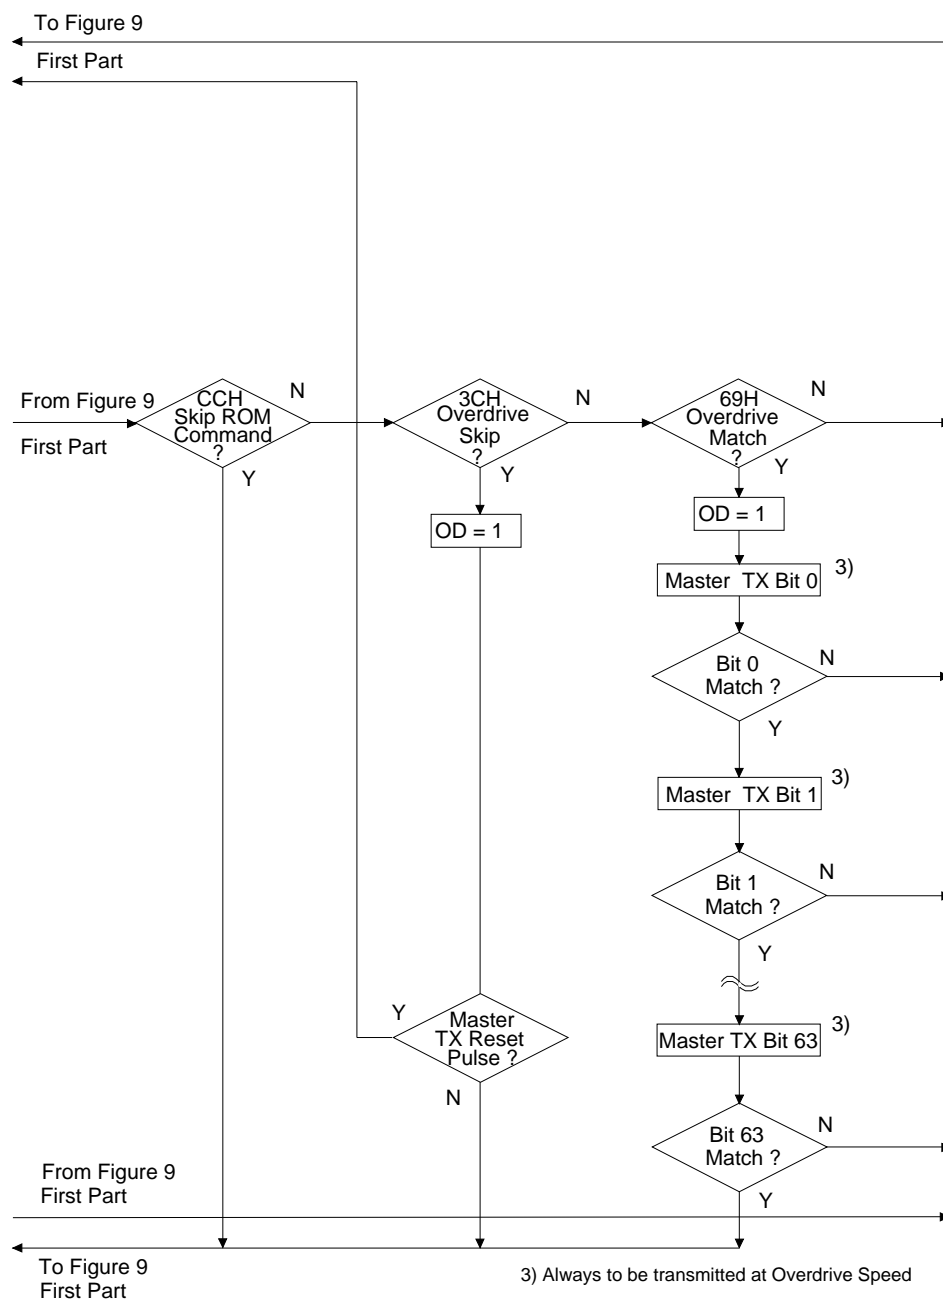 To Figure 9
First Part
From Figure 9
First Part
CCH
Skip ROM
Command
?
N
Y
3CH
Overdrive
Skip
?
N
Y
69H
Overdrive
Match
?
N
Y
OD = 1
OD = 1
Master TX Bit 0
3)
Bit 0
Match ?
N
Y
Master TX Bit 1
3)
Bit 1
Match ?
N
Y
Y
Master
TX Reset
Pulse ?
N
Master TX Bit 63
3)
Bit 63
Match ?
N
Y
From Figure 9
First Part
To Figure 9
First Part
3) Always to be transmitted at Overdrive Speed